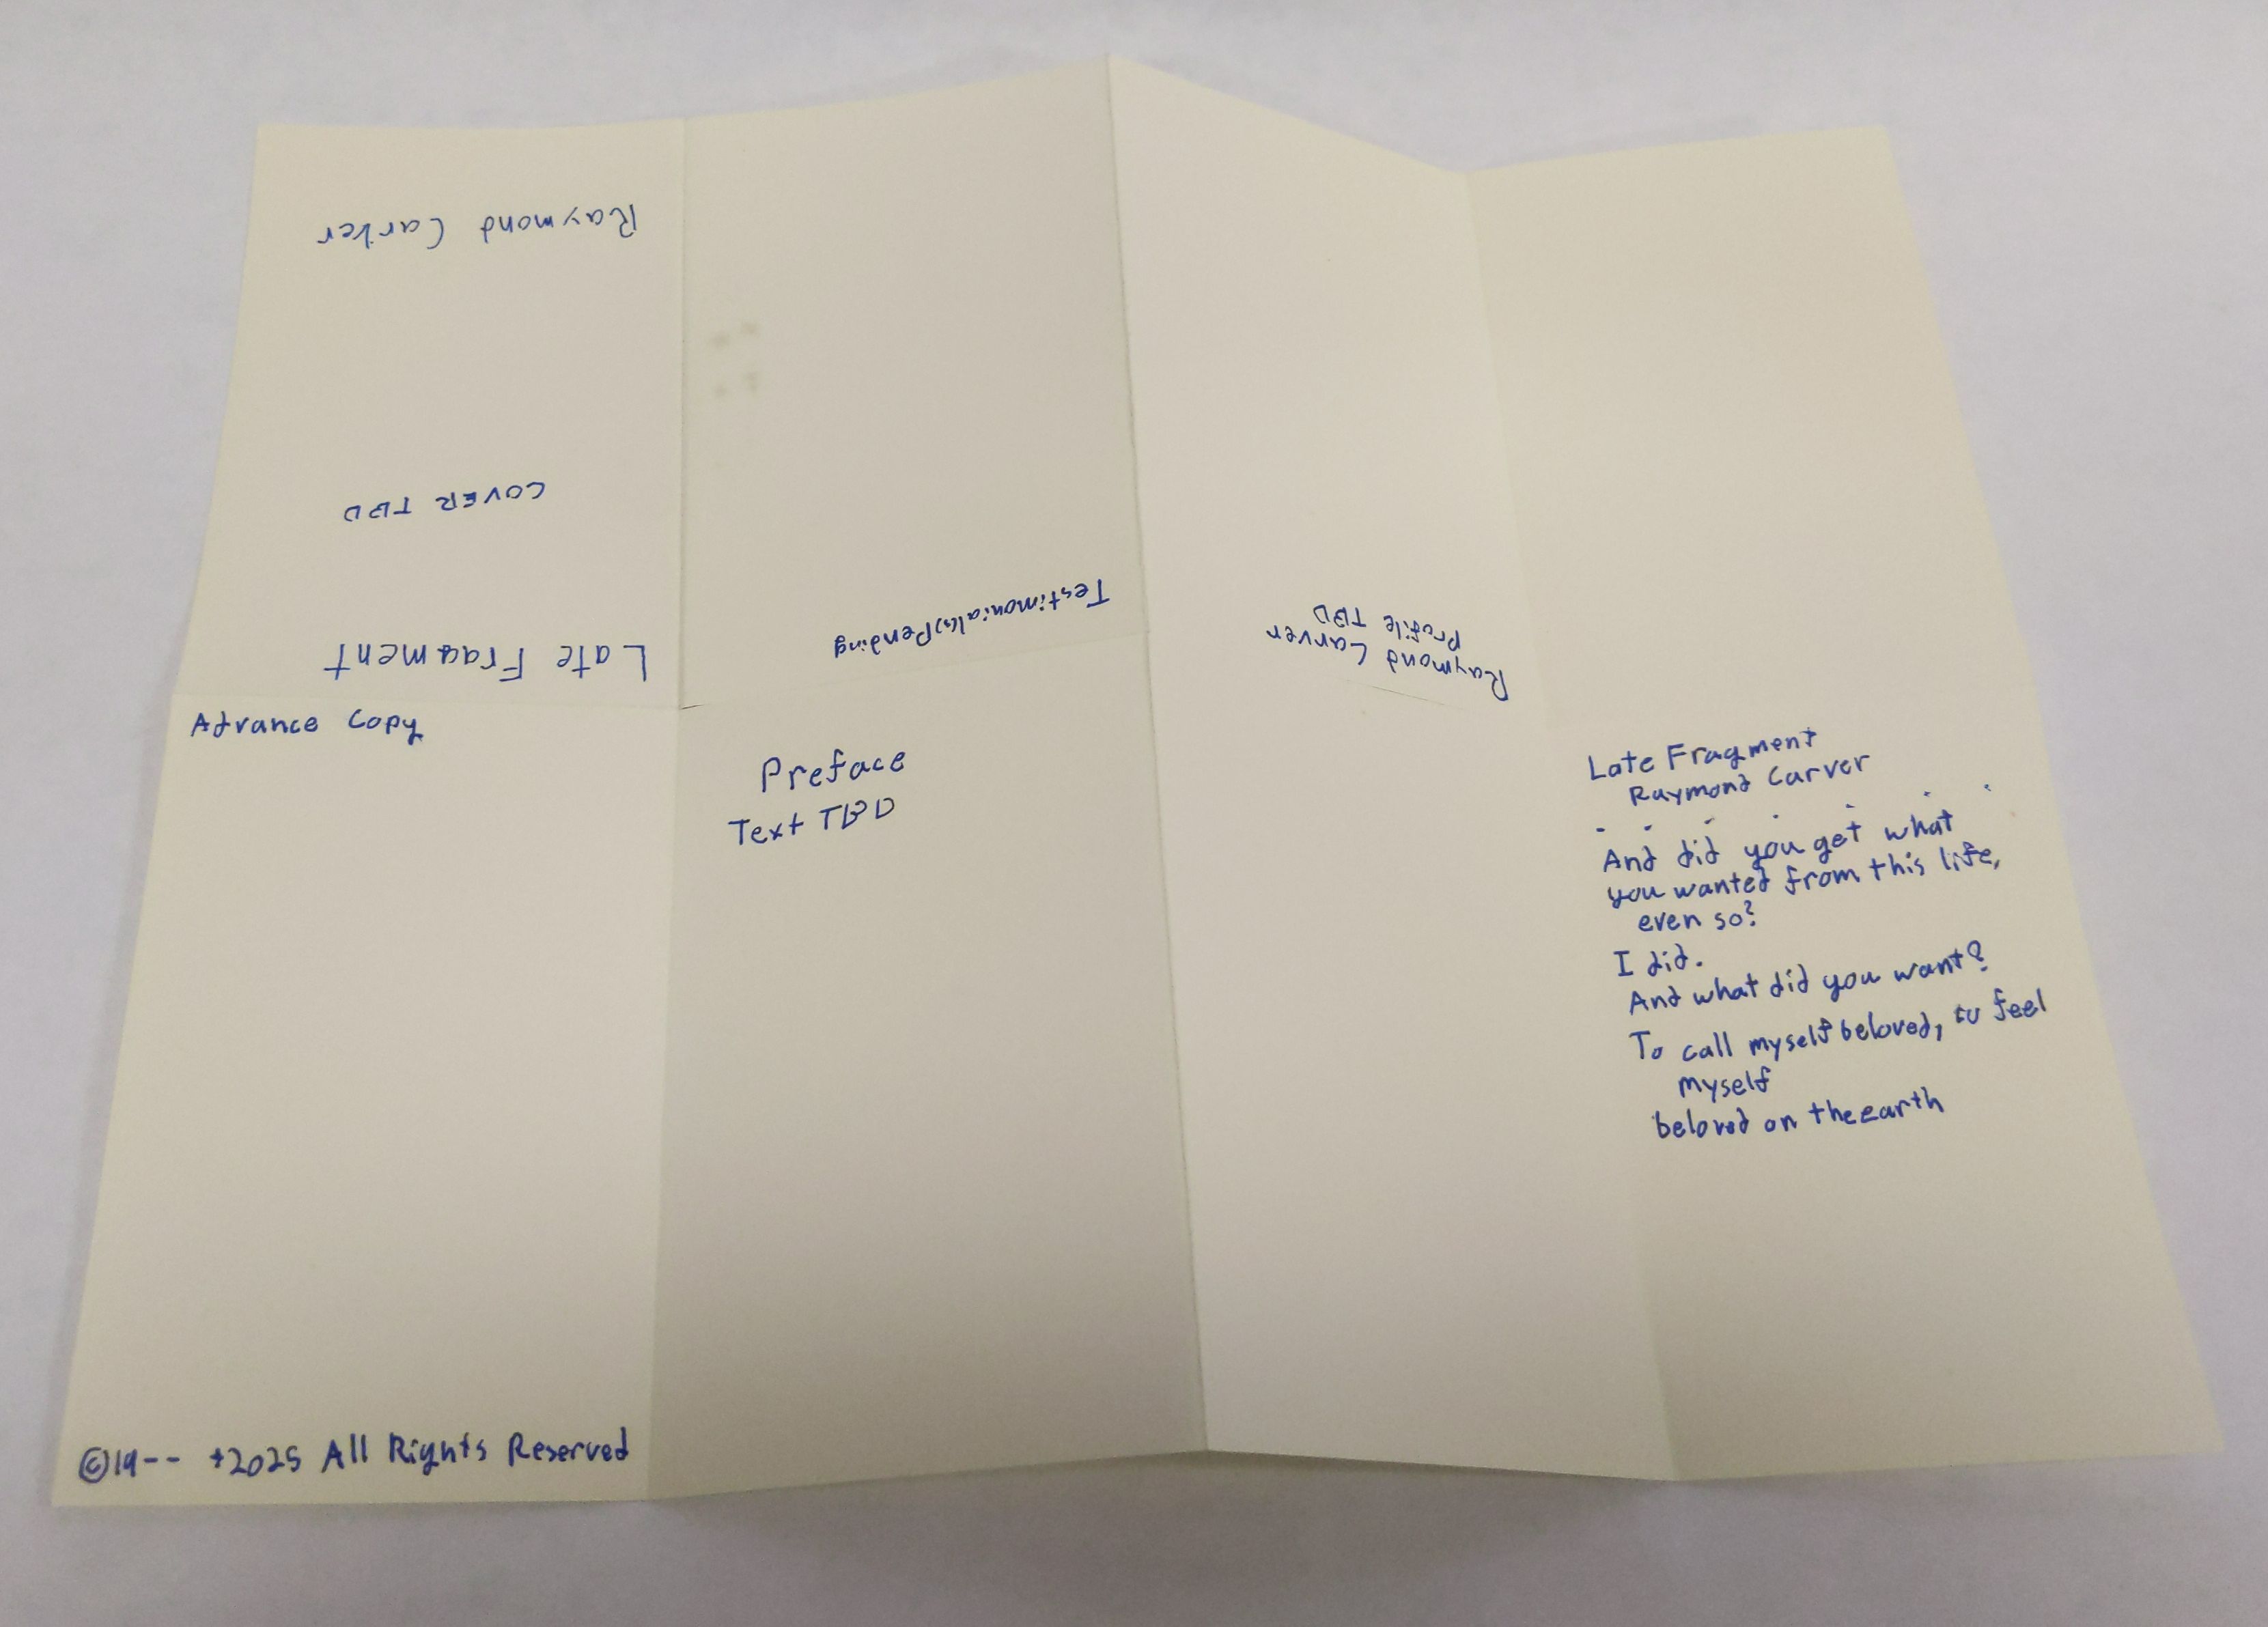 Late Fragment
COVER TBD
Raymond Carver
Testimonial(s) Pending
Raymond Carver
Profile TBD
Advance Copy
©19-- +2025 All Rights Reserved
Preface
Text TBD
Late Fragment
Raymond Carver
And did you get what
you wanted from this life,
even so?
I did.
And what did you want?
To call myself beloved, to feel
myself
beloved on the earth